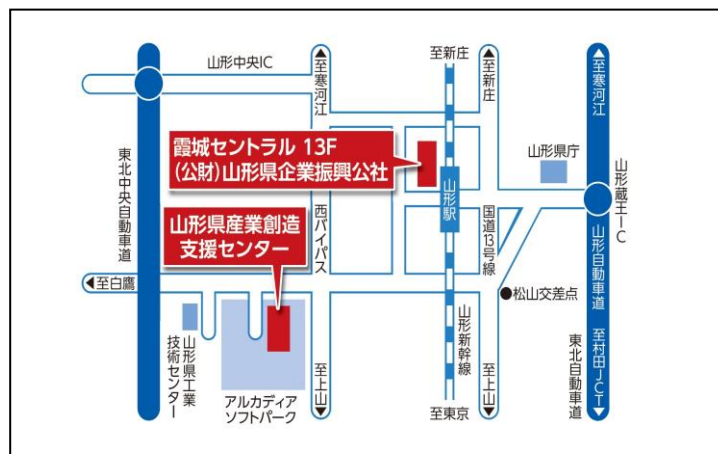 山形中央IC
▲至寒河江
至新庄
▲至新庄
▲至寒河江
霞城セントラル 13F
(公財)山形県企業振興公社
山形県庁
東北中央自動車道
山形駅
山形蔵王IC
山形県産業創造
支援センター
西バイパス
国道13号線
山形自動車道
◀至白鷹
●松山交差点
山形県工業
技術センター
山形新幹線
至村田JCT▼
東北自動車道
アルカディア
ソフトパーク
至上山▼
至東京
至上山▼